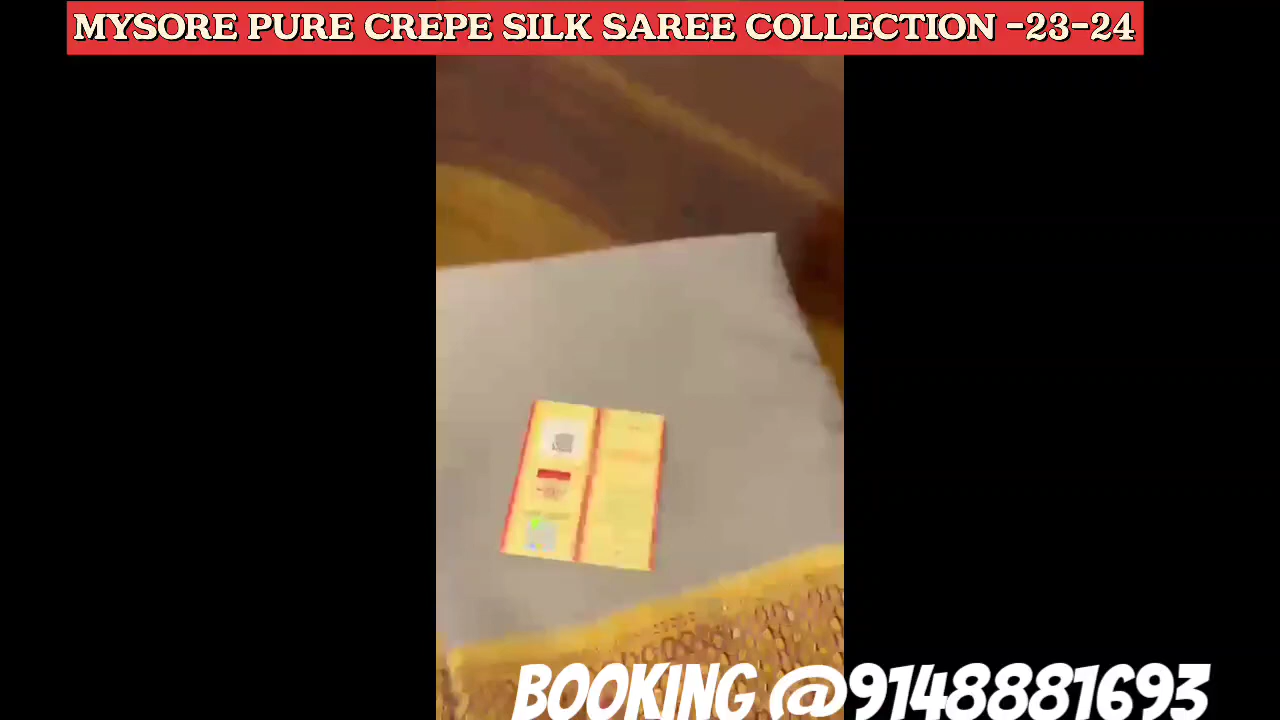 MYSORE PURE CREPE SILK SAREE COLLECTION -23-24
BOOKING @9148881693